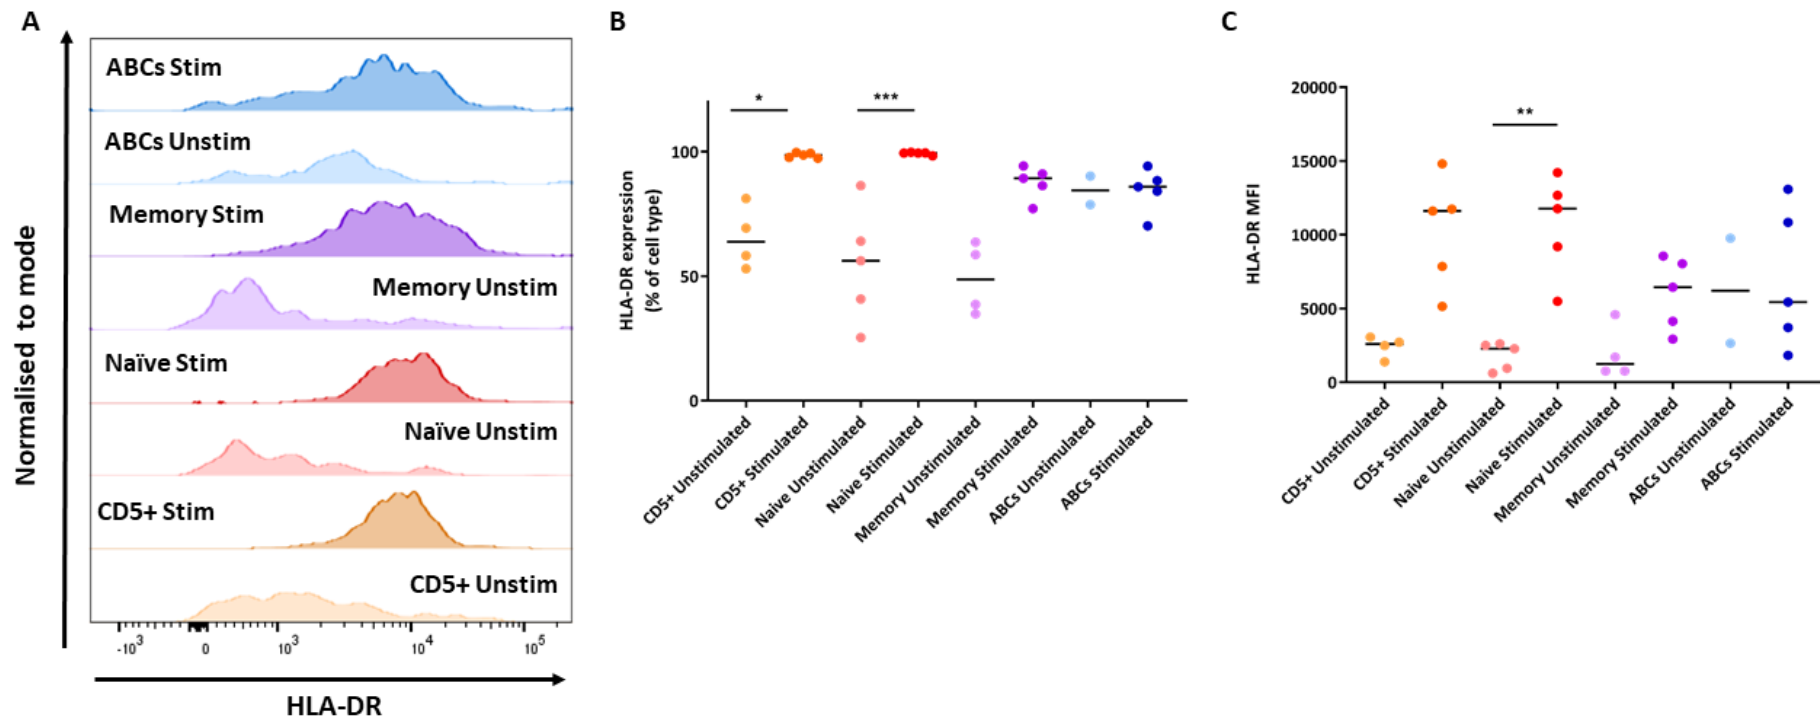 A
ABCs Stim
ABCs Unstim
Memory Stim
Memory Unstim
Naïve Stim
Naïve Unstim
CD5+ Stim
CD5+ Unstim
Normalised to mode
-10³ 0 10³ 10⁴ 10⁵
HLA-DR
B
HLA-DR expression
(% of cell type)
100
50
0
* ***
CD5+ Unstimulated
CD5+ Stimulated
Naive Unstimulated
Naive Stimulated
Memory Unstimulated
Memory Stimulated
ABCs Unstimulated
ABCs Stimulated
C
HLA-DR MFI
20000
15000
10000
5000
0
**
CD5+ Unstimulated
CD5+ Stimulated
Naive Unstimulated
Naive Stimulated
Memory Unstimulated
Memory Stimulated
ABCs Unstimulated
ABCs Stimulated